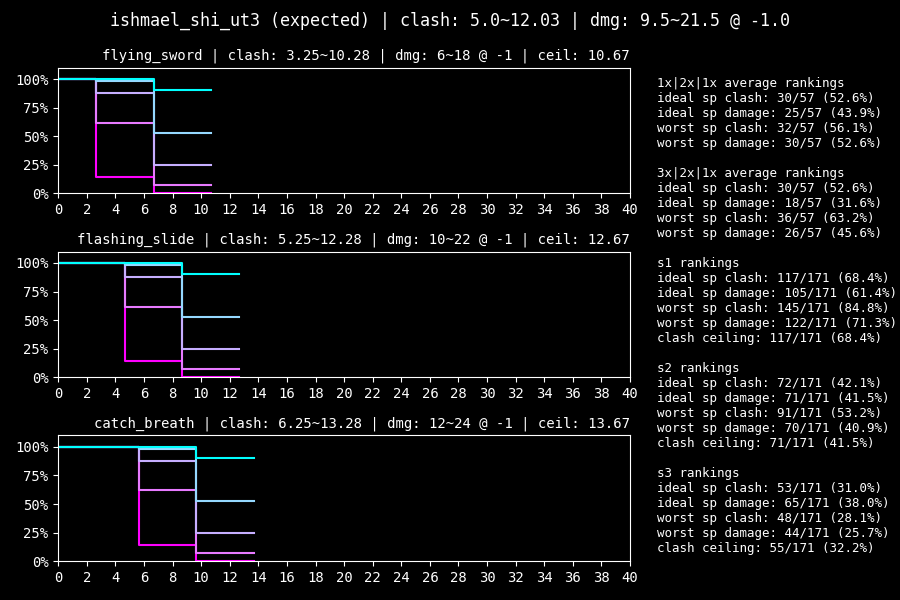 ishmael_shi_ut3 (expected) | clash: 5.0~12.03 | dmg: 9.5~21.5 @ -1.0
flying_sword | clash: 3.25~10.28 | dmg: 6~18 @ -1 | ceil: 10.67
100%
75%
50%
25%
0%
0 2 4 6 8 10 12 14 16 18 20 22 24 26 28 30 32 34 36 38 40
flashing_slide | clash: 5.25~12.28 | dmg: 10~22 @ -1 | ceil: 12.67
100%
75%
50%
25%
0%
0 2 4 6 8 10 12 14 16 18 20 22 24 26 28 30 32 34 36 38 40
catch_breath | clash: 6.25~13.28 | dmg: 12~24 @ -1 | ceil: 13.67
100%
75%
50%
25%
0%
0 2 4 6 8 10 12 14 16 18 20 22 24 26 28 30 32 34 36 38 40
1x|2x|1x average rankings
ideal sp clash: 30/57 (52.6%)
ideal sp damage: 25/57 (43.9%)
worst sp clash: 32/57 (56.1%)
worst sp damage: 30/57 (52.6%)
3x|2x|1x average rankings
ideal sp clash: 30/57 (52.6%)
ideal sp damage: 18/57 (31.6%)
worst sp clash: 36/57 (63.2%)
worst sp damage: 26/57 (45.6%)
s1 rankings
ideal sp clash: 117/171 (68.4%)
ideal sp damage: 105/171 (61.4%)
worst sp clash: 145/171 (84.8%)
worst sp damage: 122/171 (71.3%)
clash ceiling: 117/171 (68.4%)
s2 rankings
ideal sp clash: 72/171 (42.1%)
ideal sp damage: 71/171 (41.5%)
worst sp clash: 91/171 (53.2%)
worst sp damage: 70/171 (40.9%)
clash ceiling: 71/171 (41.5%)
s3 rankings
ideal sp clash: 53/171 (31.0%)
ideal sp damage: 65/171 (38.0%)
worst sp clash: 48/171 (28.1%)
worst sp damage: 44/171 (25.7%)
clash ceiling: 55/171 (32.2%)